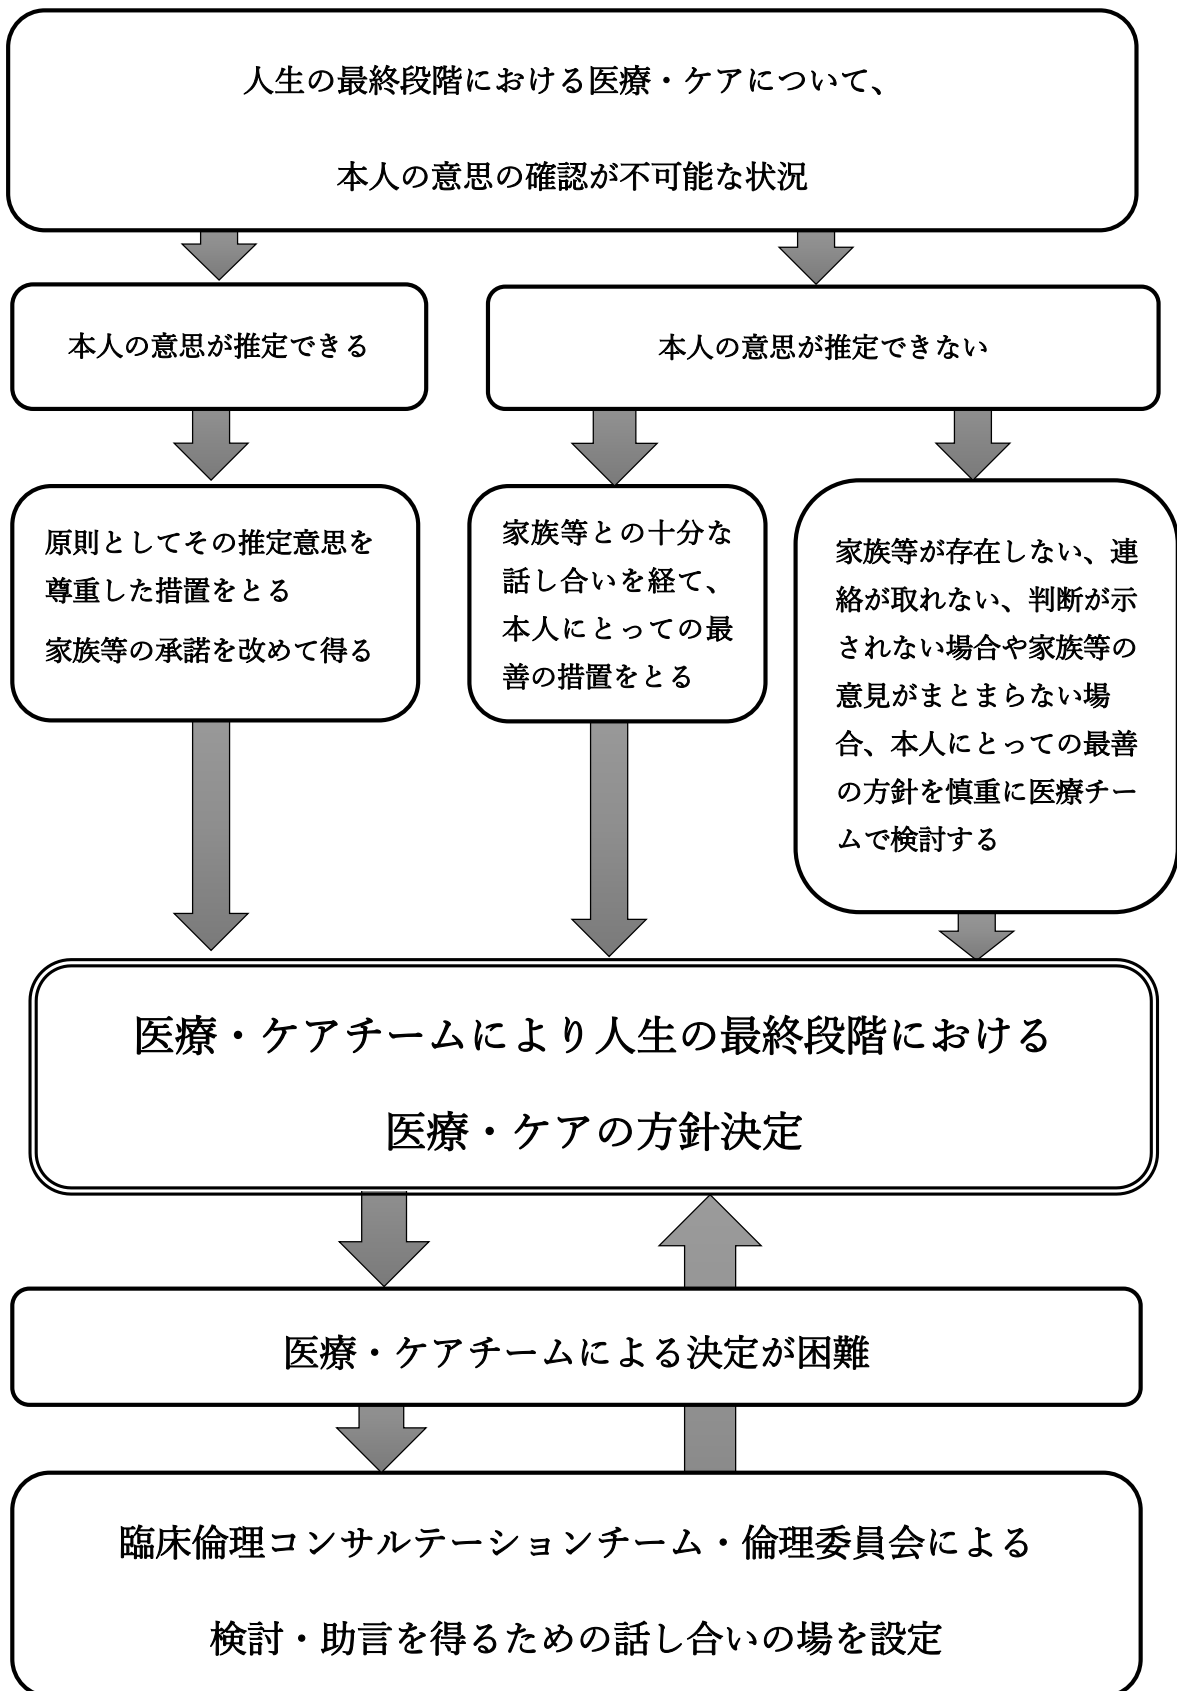 人生の最終段階における医療・ケアについて、
本人の意思の確認が不可能な状況
本人の意思が推定できる
本人の意思が推定できない
原則としてその推定意思を
尊重した措置をとる
家族等の承諾を改めて得る
家族等との十分な
話し合いを経て、
本人にとっての最
善の措置をとる
家族等が存在しない、連
絡が取れない、判断が示
されない場合や家族等の
意見がまとまらない場
合、本人にとっての最善
の方針を慎重に医療チー
ムで検討する
医療・ケアチームにより人生の最終段階における
医療・ケアの方針決定
医療・ケアチームによる決定が困難
臨床倫理コンサルテーションチーム・倫理委員会による
検討・助言を得るための話し合いの場を設定